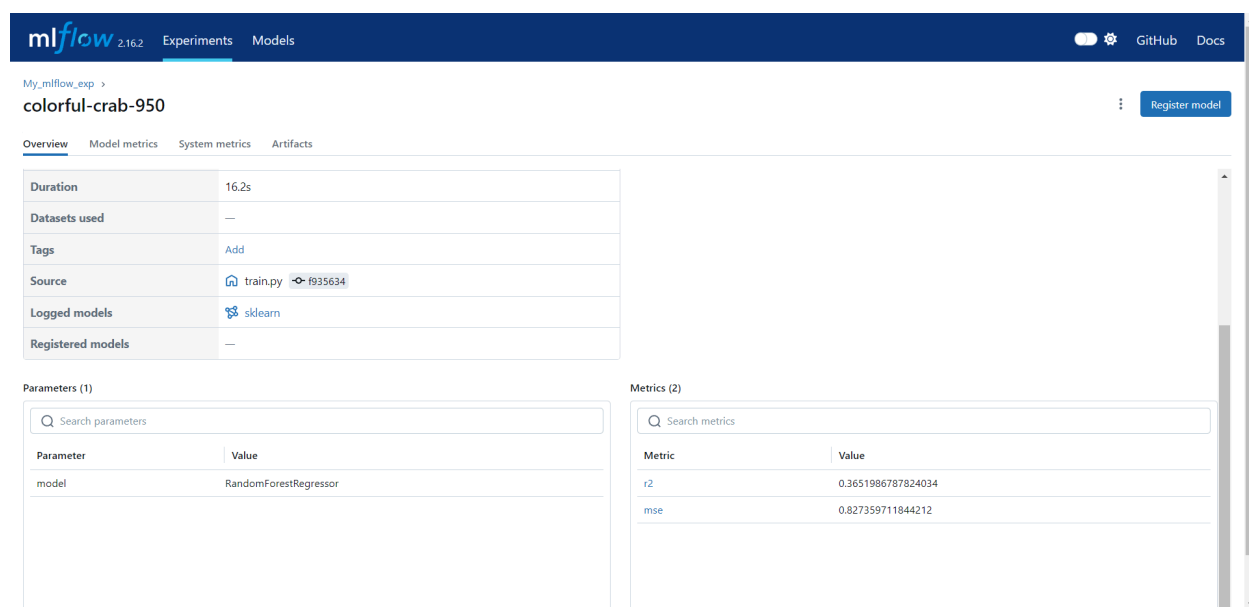 mlflow 2.16.2 Experiments Models GitHub Docs
My_mlflow_exp
colorful-crab-950
Register model
Overview Model metrics System metrics Artifacts
Duration 16.2s
Datasets used —
Tags Add
Source train.py f935634
Logged models sklearn
Registered models —
Parameters (1)
Search parameters
Parameter Value
model RandomForestRegressor
Metrics (2)
Search metrics
Metric Value
r2 0.3651986787824034
mse 0.827359711844212